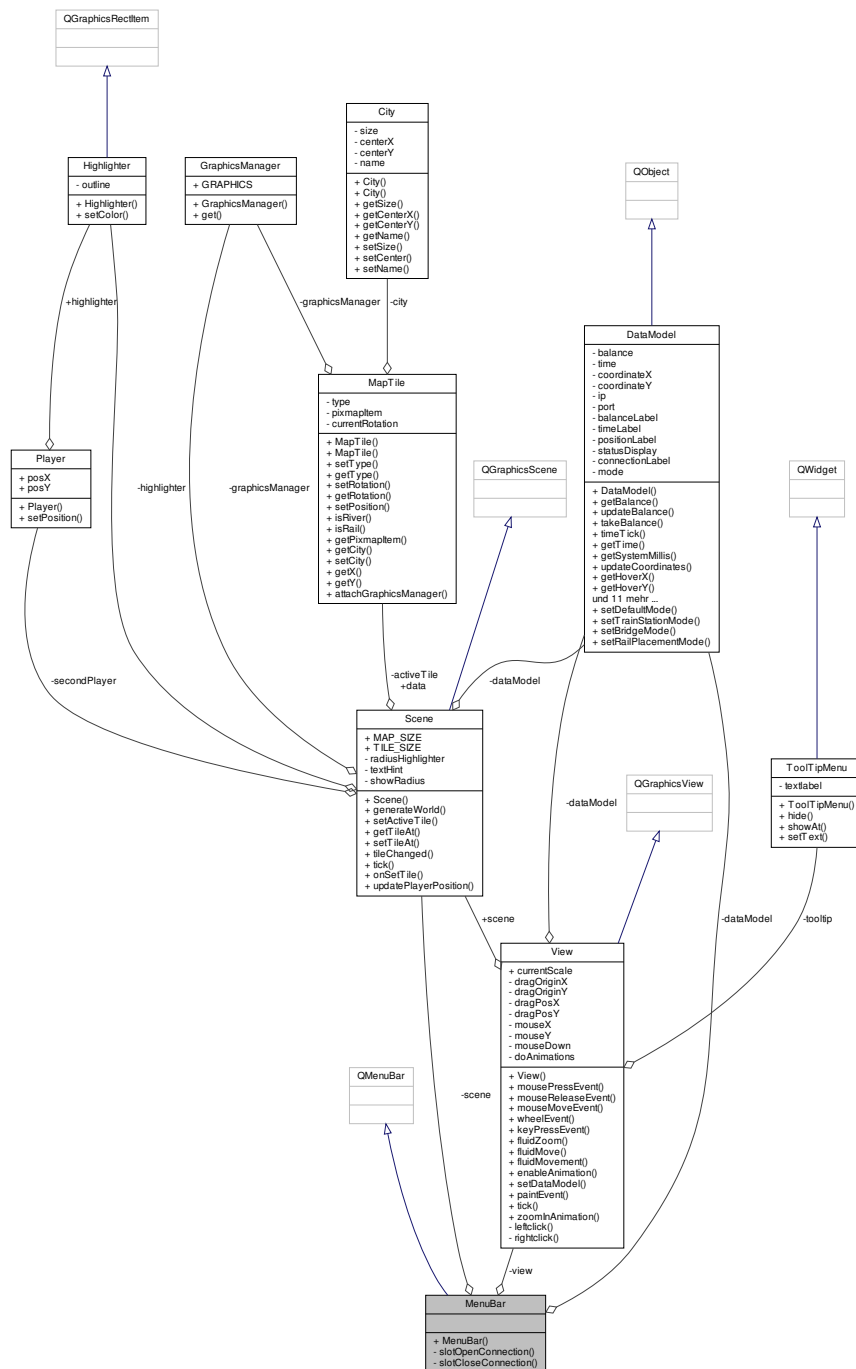 QGraphicsRectItem
City
- size
- centerX
- centerY
- name
+ City()
+ City()
+ getSize()
+ getCenterX()
+ getCenterY()
+ getName()
+ setSize()
+ setCenter()
+ setName()
Highlighter
- outline
+ Highlighter()
+ setColor()
GraphicsManager
+ GRAPHICS
+ GraphicsManager()
+ get()
QObject
+highlighter
-graphicsManager
-city
DataModel
- balance
- time
- coordinateX
- coordinateY
- ip
- port
- balanceLabel
- timeLabel
- positionLabel
- statusDisplay
- connectionLabel
- mode
+ DataModel()
+ getBalance()
+ updateBalance()
+ takeBalance()
+ timeTick()
+ getTime()
+ getSystemMillis()
+ updateCoordinates()
+ getHoverX()
+ getHoverY()
und 11 mehr ...
+ setDefaultMode()
+ setTrainStationMode()
+ setBridgeMode()
+ setRailPlacementMode()
MapTile
- type
- pixmapItem
- currentRotation
+ MapTile()
+ MapTile()
+ setType()
+ getType()
+ setRotation()
+ getRotation()
+ setPosition()
+ isRiver()
+ isRail()
+ getPixmapItem()
+ getCity()
+ setCity()
+ getX()
+ getY()
+ attachGraphicsManager()
Player
+ posX
+ posY
+ Player()
+ setPosition()
-highlighter
-graphicsManager
QGraphicsScene
QWidget
-secondPlayer
-activeTile
+data
-dataModel
Scene
+ MAP_SIZE
+ TILE_SIZE
- radiusHighlighter
- textHint
- showRadius
+ Scene()
+ generateWorld()
+ setActiveTile()
+ getTileAt()
+ setTileAt()
+ tileChanged()
+ tick()
+ onSetTile()
+ updatePlayerPosition()
ToolTipMenu
- textlabel
+ ToolTipMenu()
+ hide()
+ showAt()
+ setText()
QGraphicsView
-dataModel
+scene
-dataModel
-tooltip
View
+ currentScale
- dragOriginX
- dragOriginY
- dragPosX
- dragPosY
- mouseX
- mouseY
- mouseDown
- doAnimations
+ View()
+ mousePressEvent()
+ mouseReleaseEvent()
+ mouseMoveEvent()
+ wheelEvent()
+ keyPressEvent()
+ fluidZoom()
+ fluidMove()
+ fluidMovement()
+ enableAnimation()
+ setDataModel()
+ paintEvent()
+ tick()
+ zoomInAnimation()
- leftclick()
- rightclick()
QMenuBar
-scene
-view
MenuBar
+ MenuBar()
- slotOpenConnection()
- slotCloseConnection()